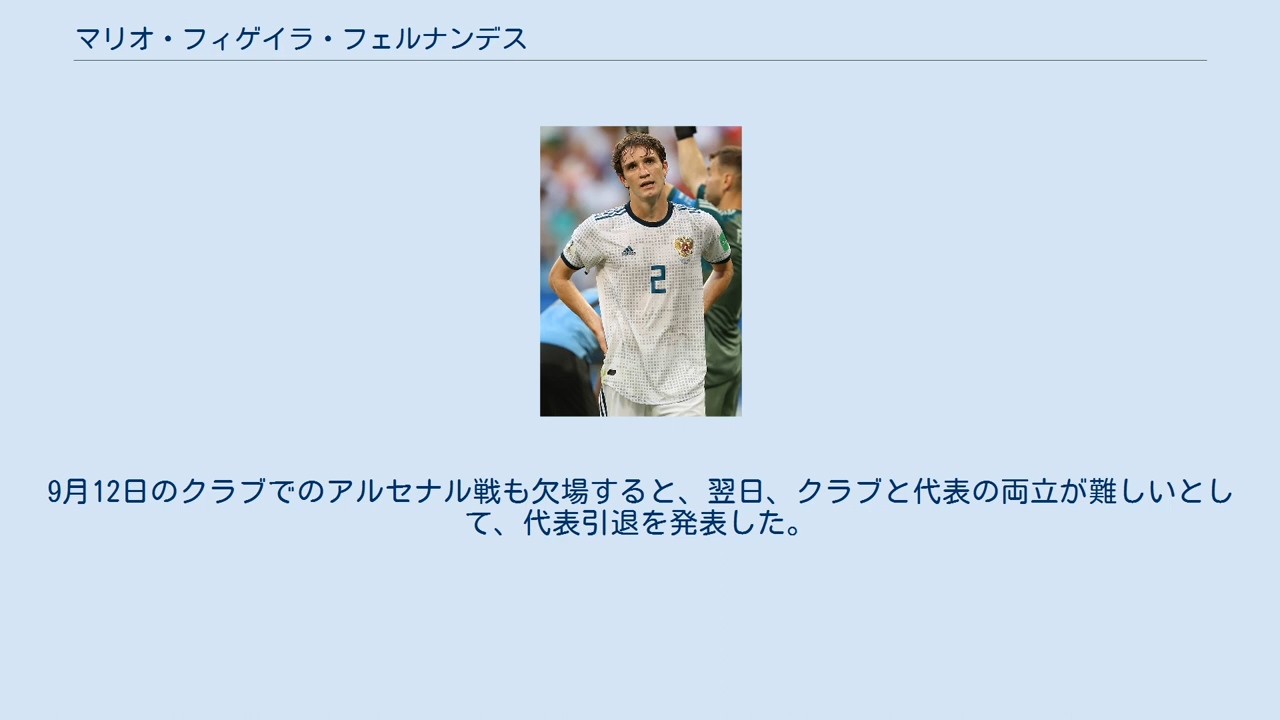 マリオ・フィゲイラ・フェルナンデス
2
9月12日のクラブでのアルセナル戦も欠場すると、翌日、クラブと代表の両立が難しいとし
て、代表引退を発表した。